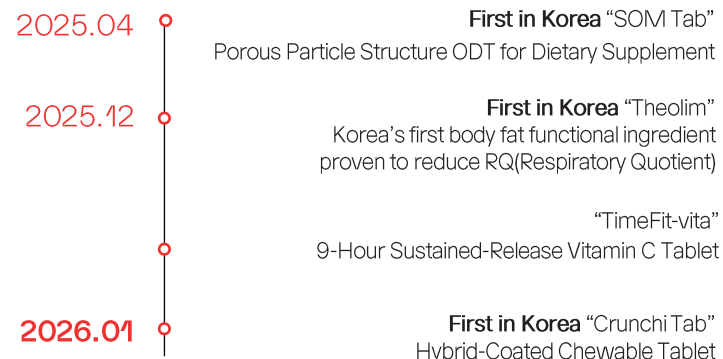 2025.04
First in Korea “SOM Tab”
Porous Particle Structure ODT for Dietary Supplement
2025.12
First in Korea “Theolim”
Korea’s first body fat functional ingredient
proven to reduce RQ(Respiratory Quotient)
“TimeFit-vita”
9-Hour Sustained-Release Vitamin C Tablet
2026.01
First in Korea “Crunchi Tab”
Hybrid-Coated Chewable Tablet